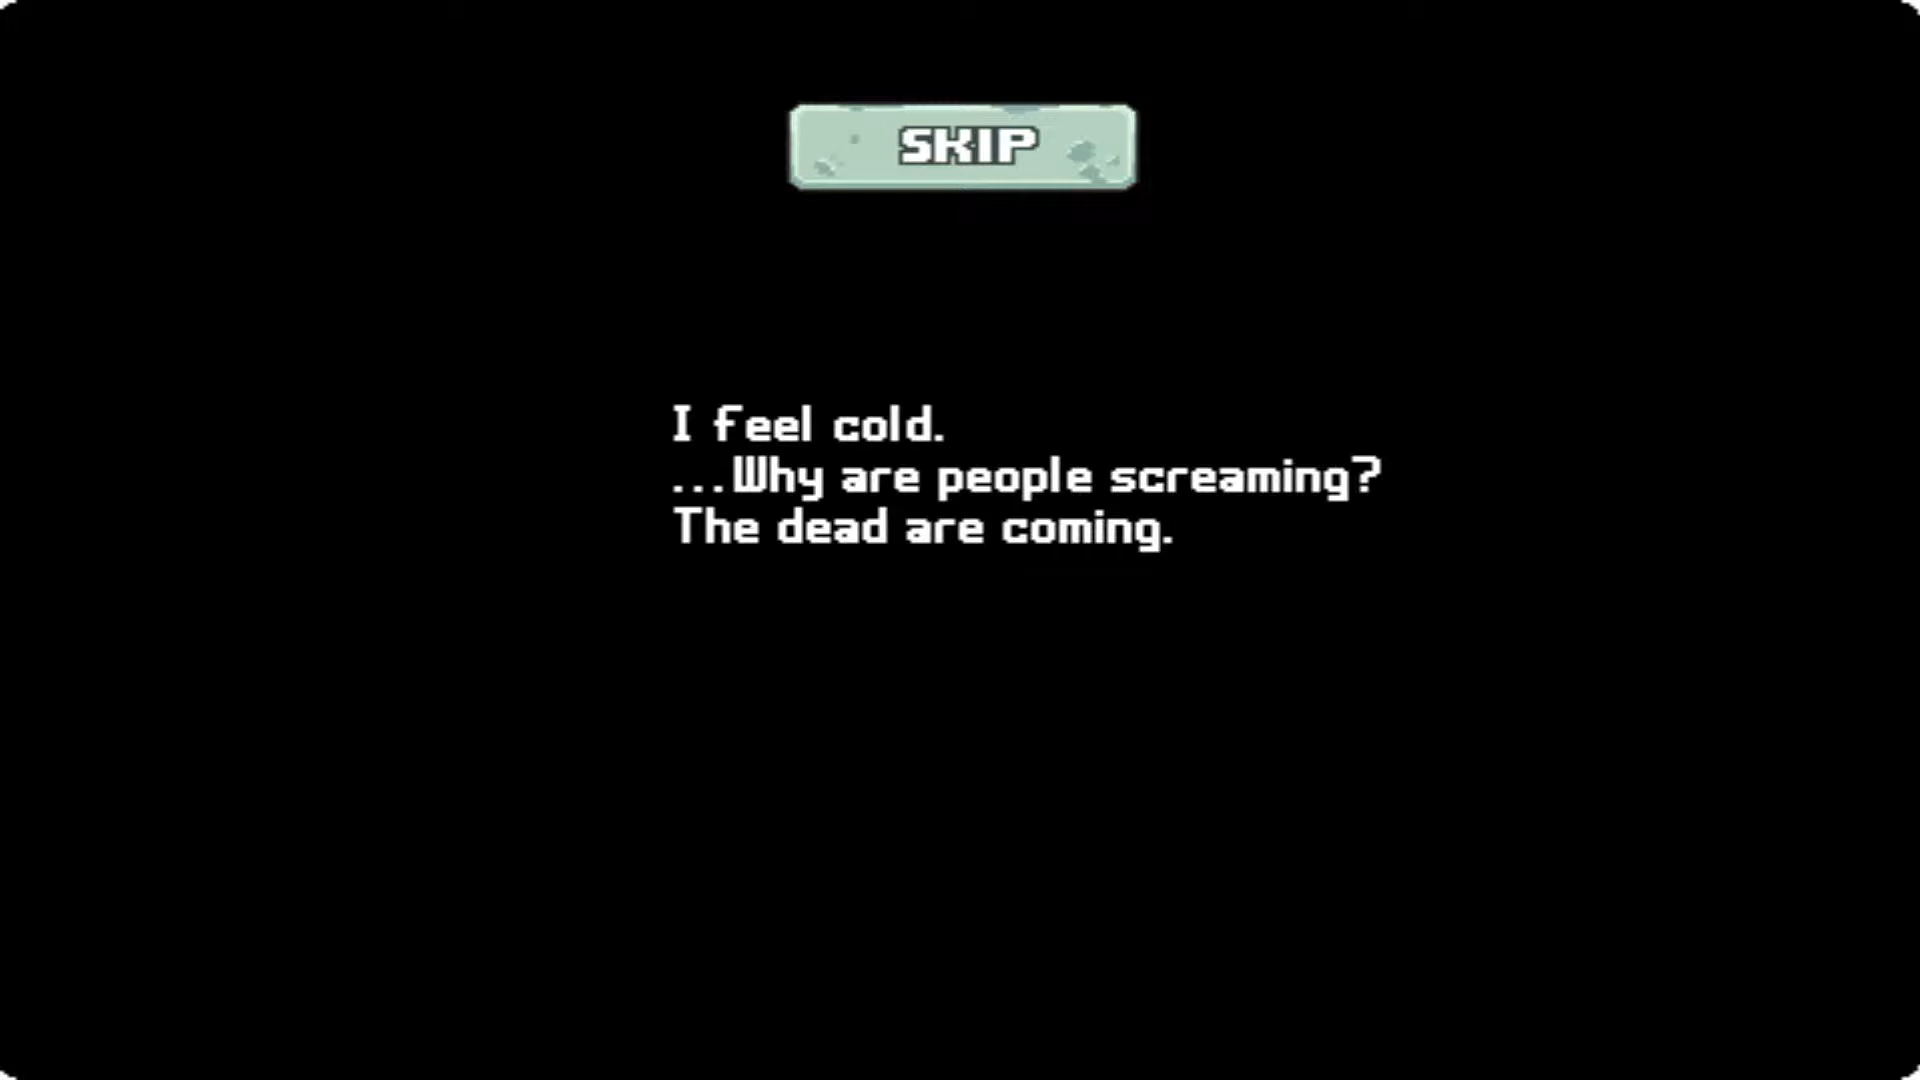 SKIP
I feel cold.
...Why are people screaming?
The dead are coming.